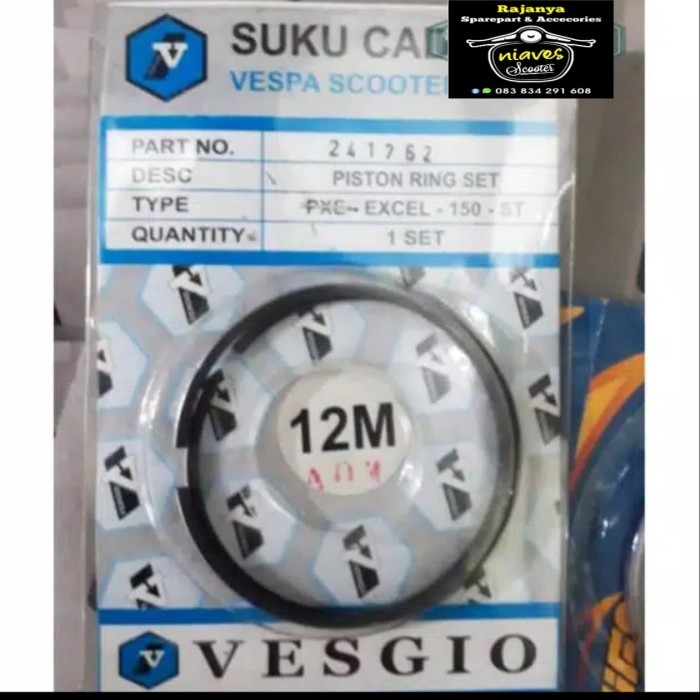 Rajanya
Sparepart & Accecories
niaves
Scooter
083 834 291 608
SUKU CA
VESPA SCOOTE
PART NO. 241762
DESC PISTON RING SET
TYPE PXE - EXCEL - 150 - ST
QUANTITY 1 SET
12M
VESGIO